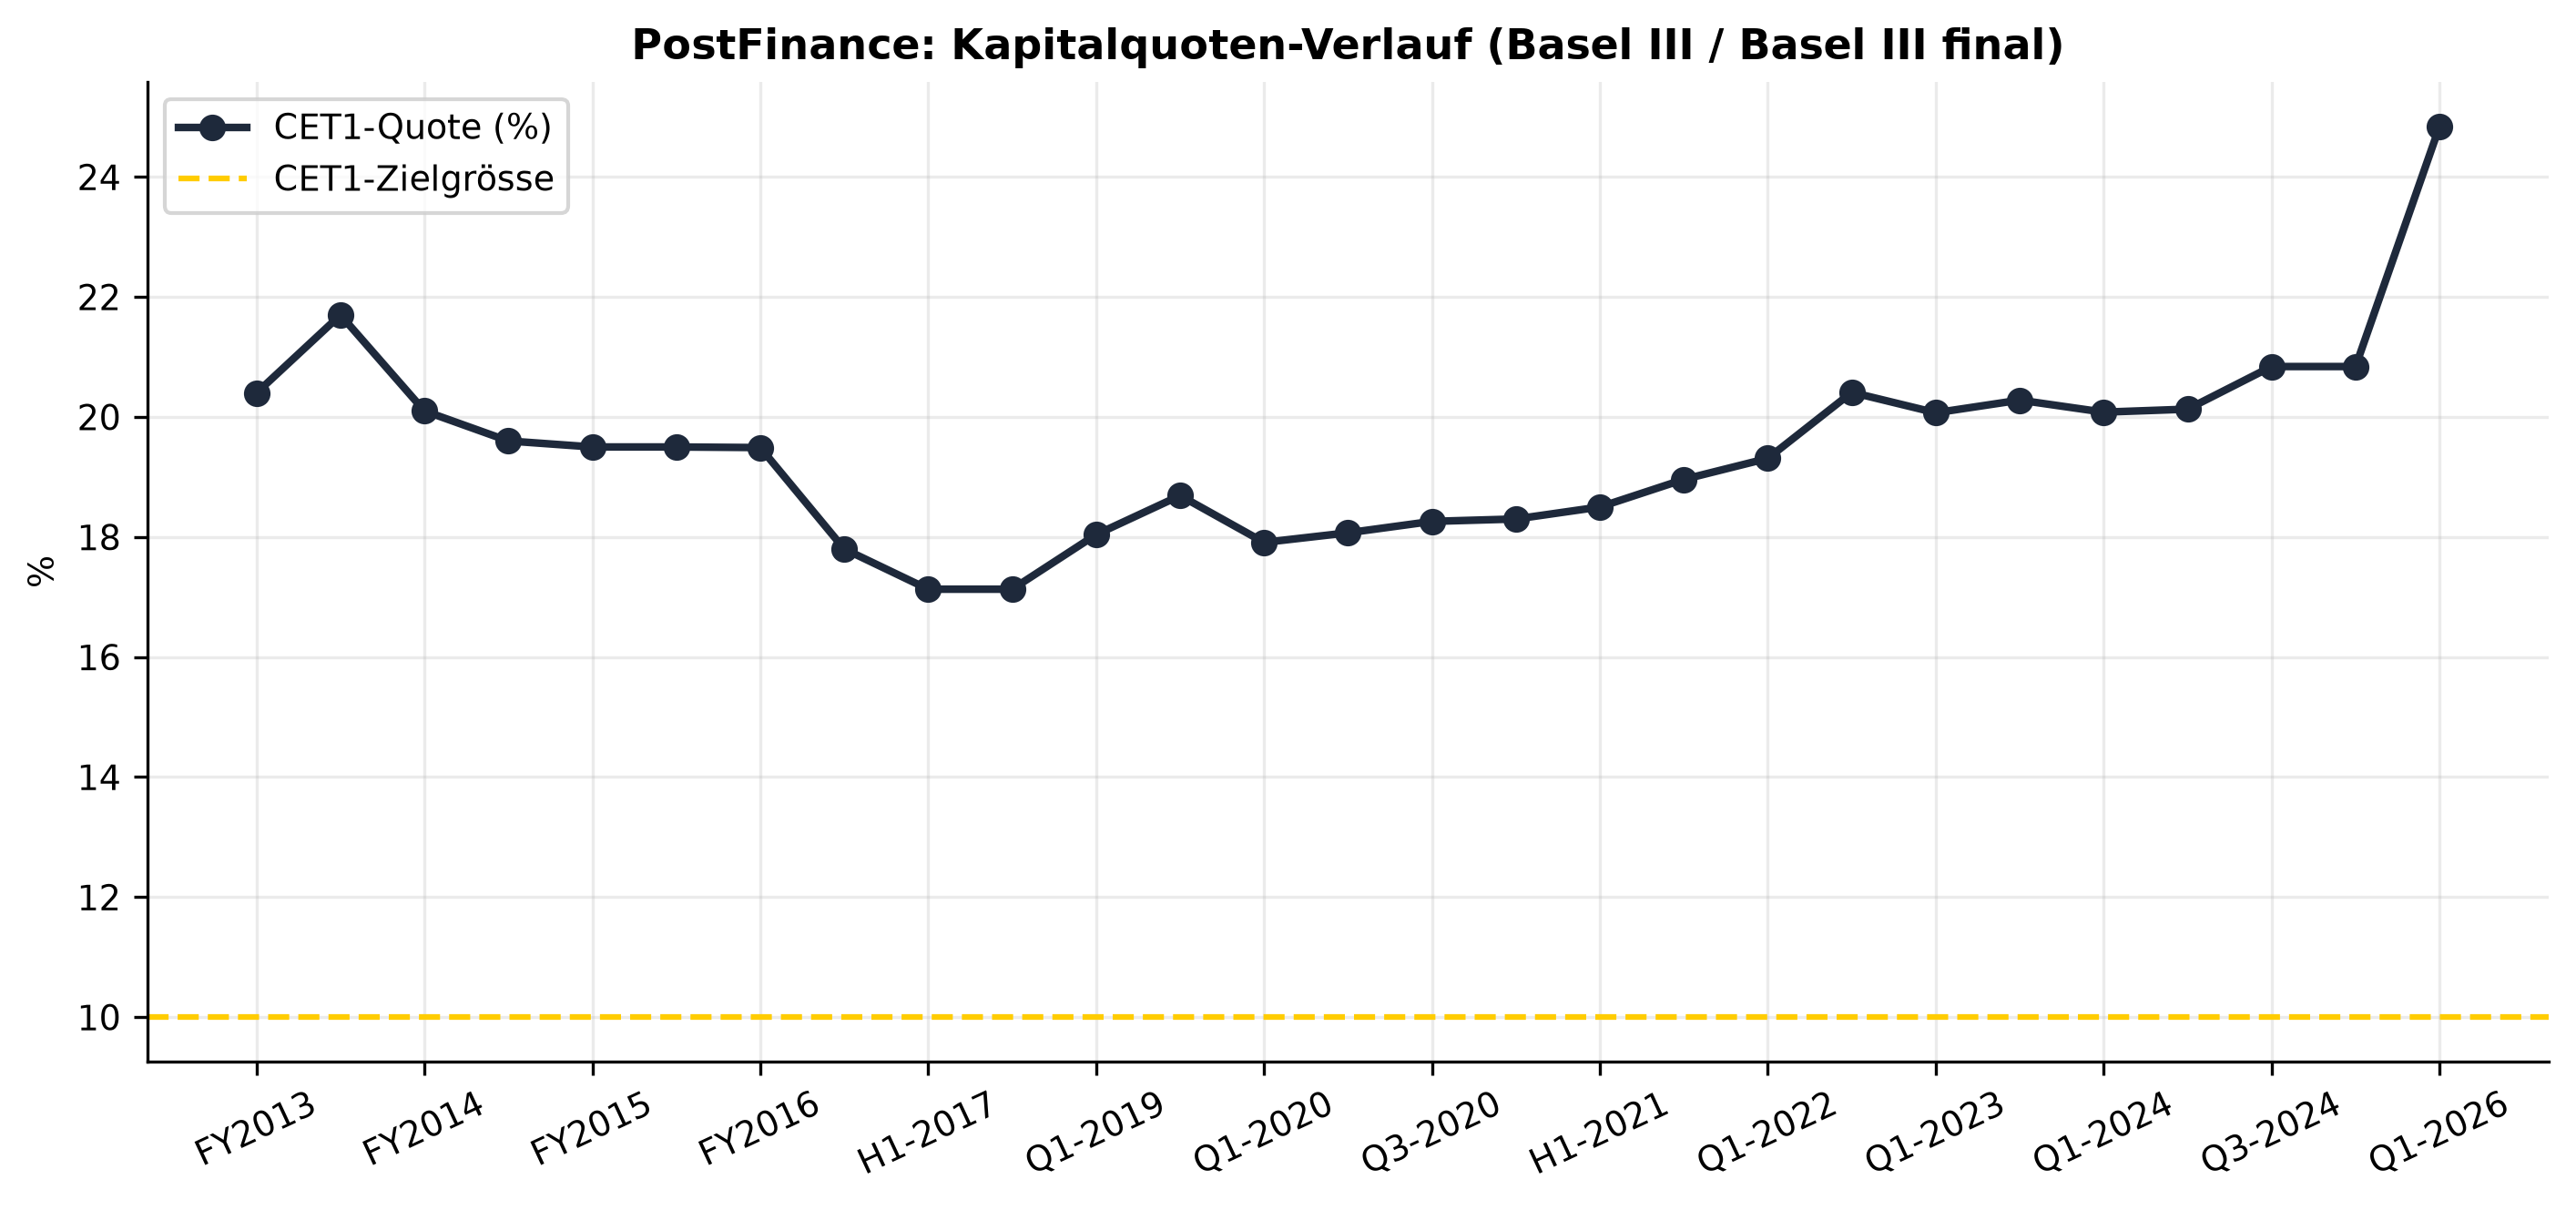 PostFinance: Kapitalquoten-Verlauf (Basel III / Basel III final)
CET1-Quote (%)
CET1-Zielgrösse
%
24
22
20
18
16
14
12
10
FY2013
FY2014
FY2015
FY2016
H1-2017
Q1-2019
Q1-2020
Q3-2020
H1-2021
Q1-2022
Q1-2023
Q1-2024
Q3-2024
Q1-2026